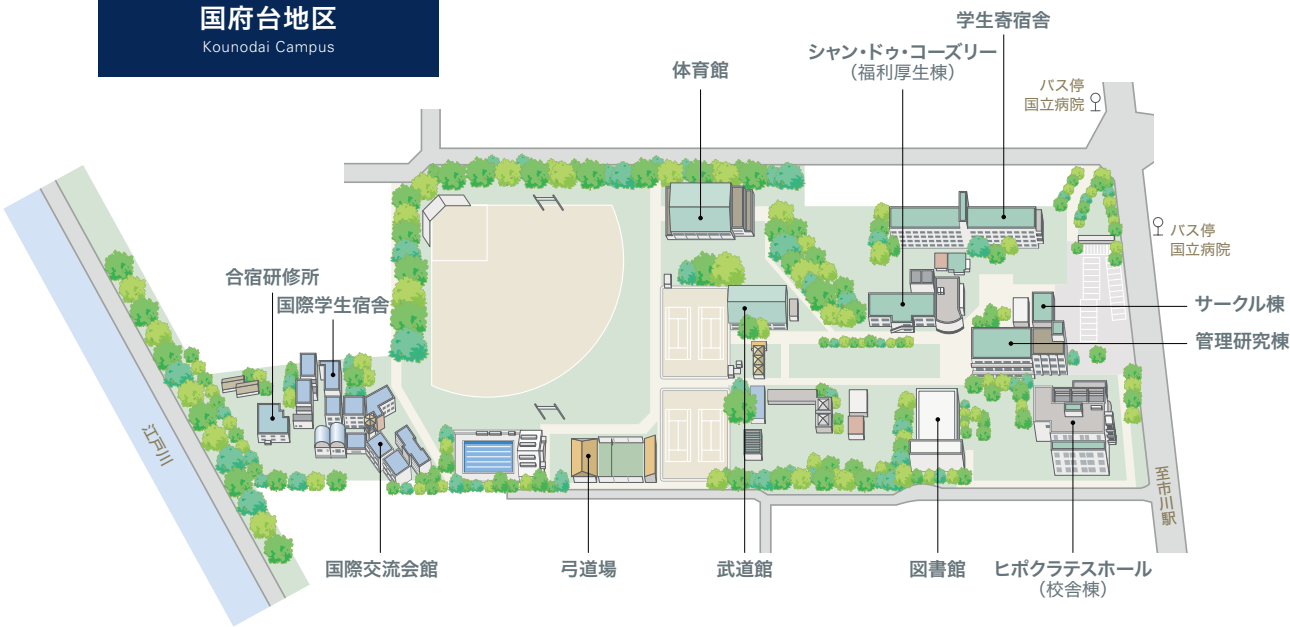 国府台地区
Kounodai Campus
学生寄宿舎
シャン・ドゥ・コーズリー
（福利厚生棟）
体育館
バス停
国立病院
バス停
国立病院
合宿研修所
国際学生宿舎
サークル棟
管理研究棟
江戸川
至市川駅
国際交流会館
弓道場
武道館
図書館
ヒポクラテスホール
（校舎棟）